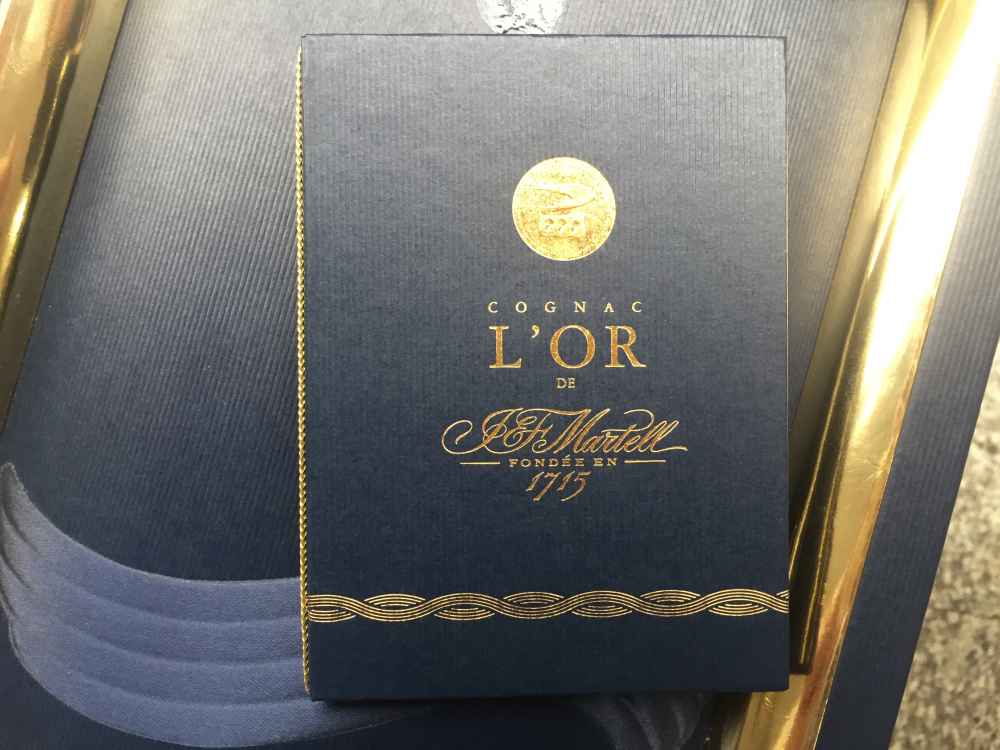 COGNAC
L'OR
DE
J&F Martell
FONDÉE EN
1715